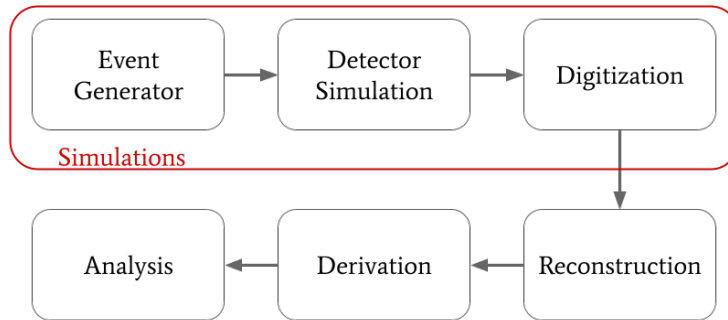 Event
Generator
Detector
Simulation
Digitization
Simulations
Analysis
Derivation
Reconstruction